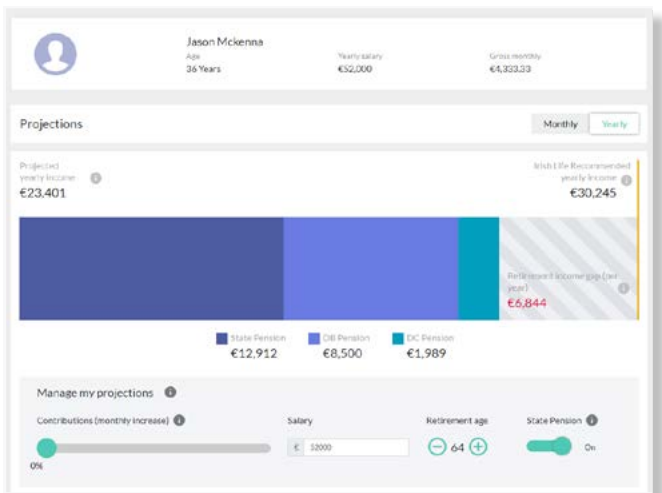 Jason Mckenna
Age
36 Years
Yearly salary
€52,000
Gross monthly
€4,333.33
Projections
Monthly
Yearly
Projected
yearly income
€23,401
Irish Life Recommended
yearly income
€30,245
Retirement income gap (per
year)
€6,844
State Pension
€12,912
DB Pension
€8,500
DC Pension
€1,989
Manage my projections
Contributions (monthly increase)
0%
Salary
€ 52000
Retirement age
64
State Pension
On